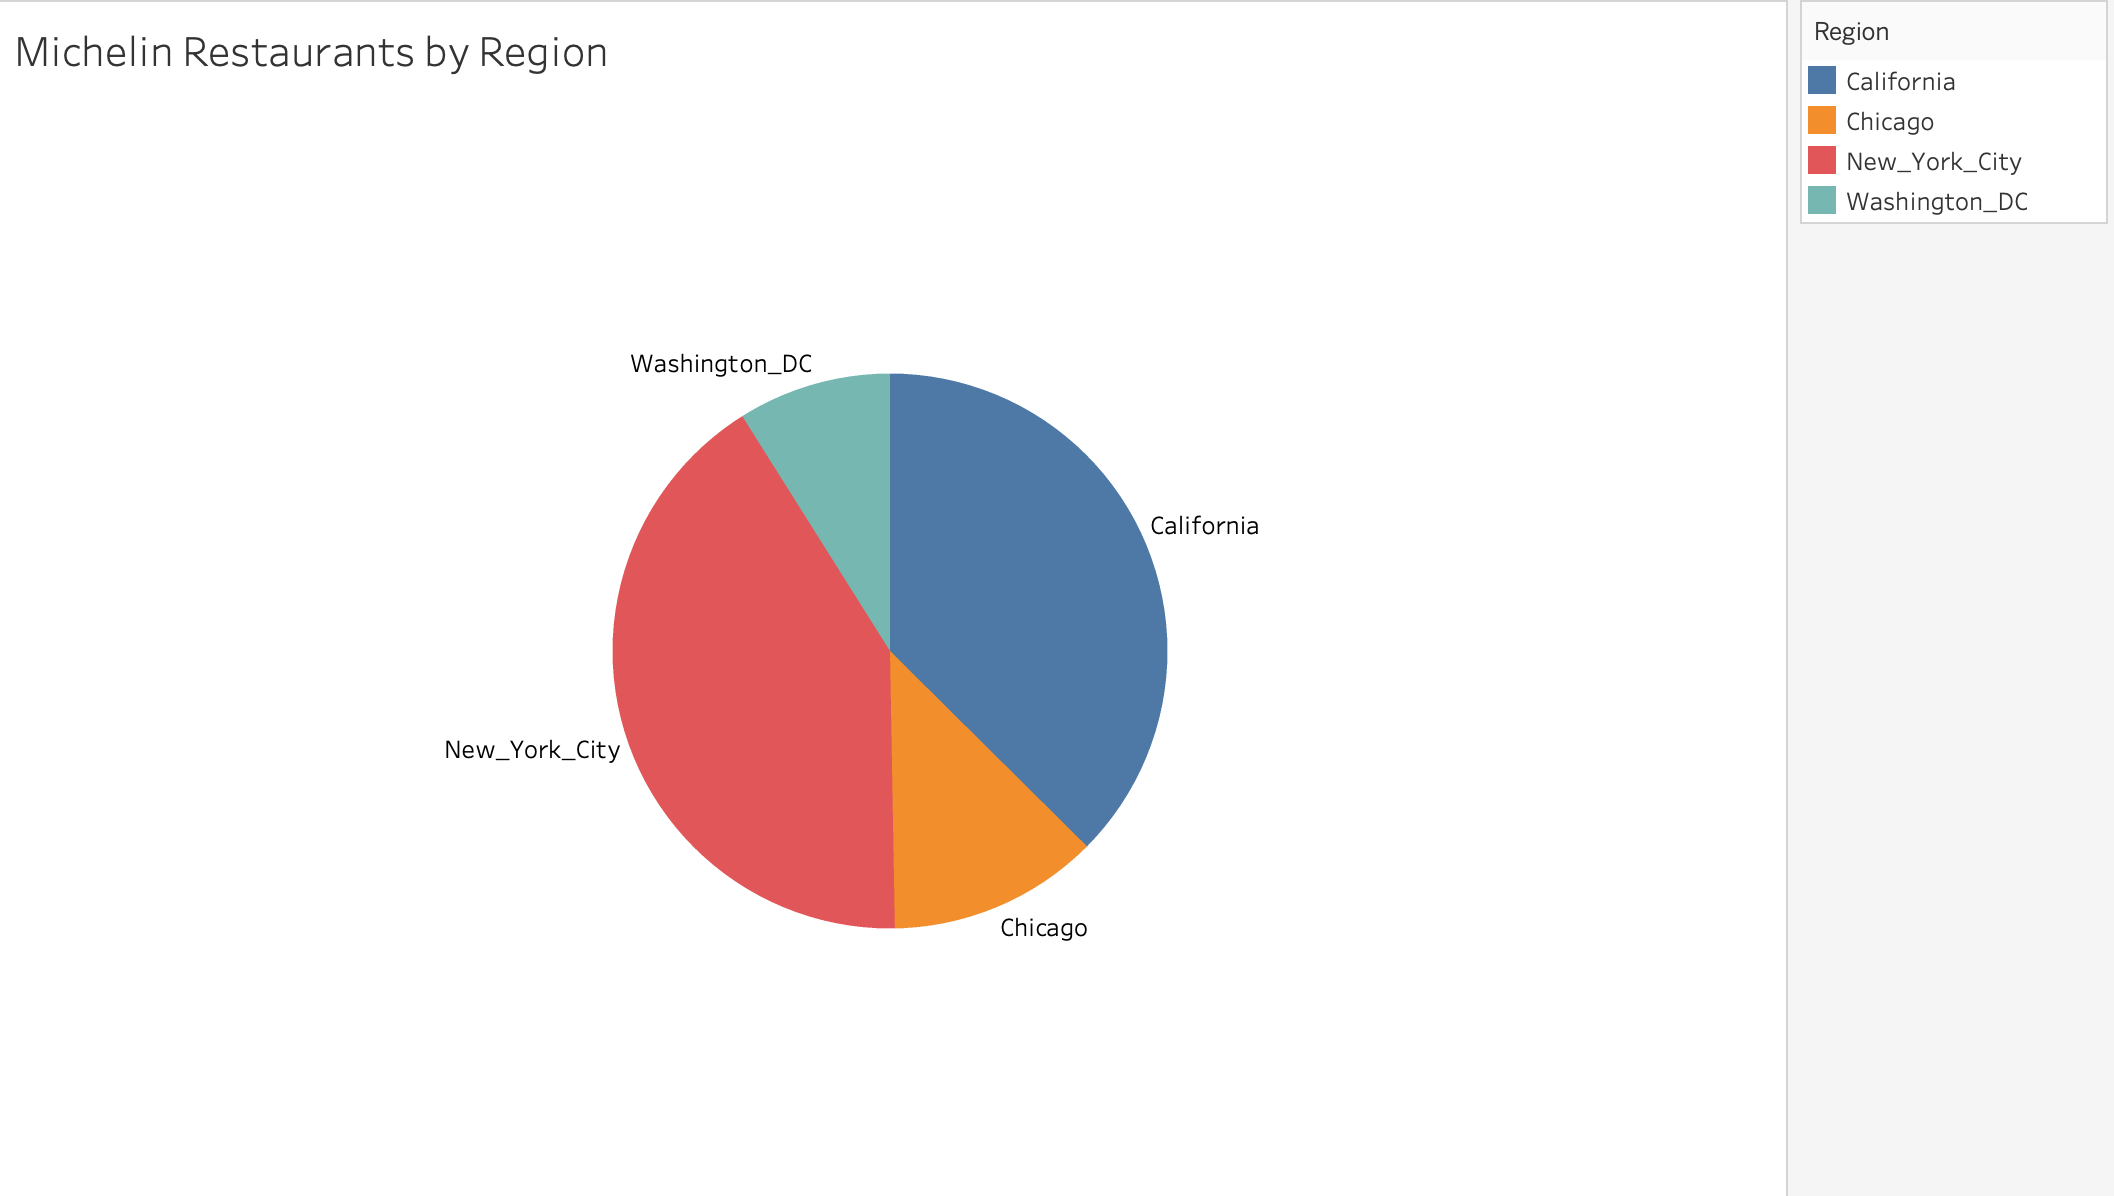 Michelin Restaurants by Region
Region
California
Chicago
New_York_City
Washington_DC
Washington_DC
California
New_York_City
Chicago